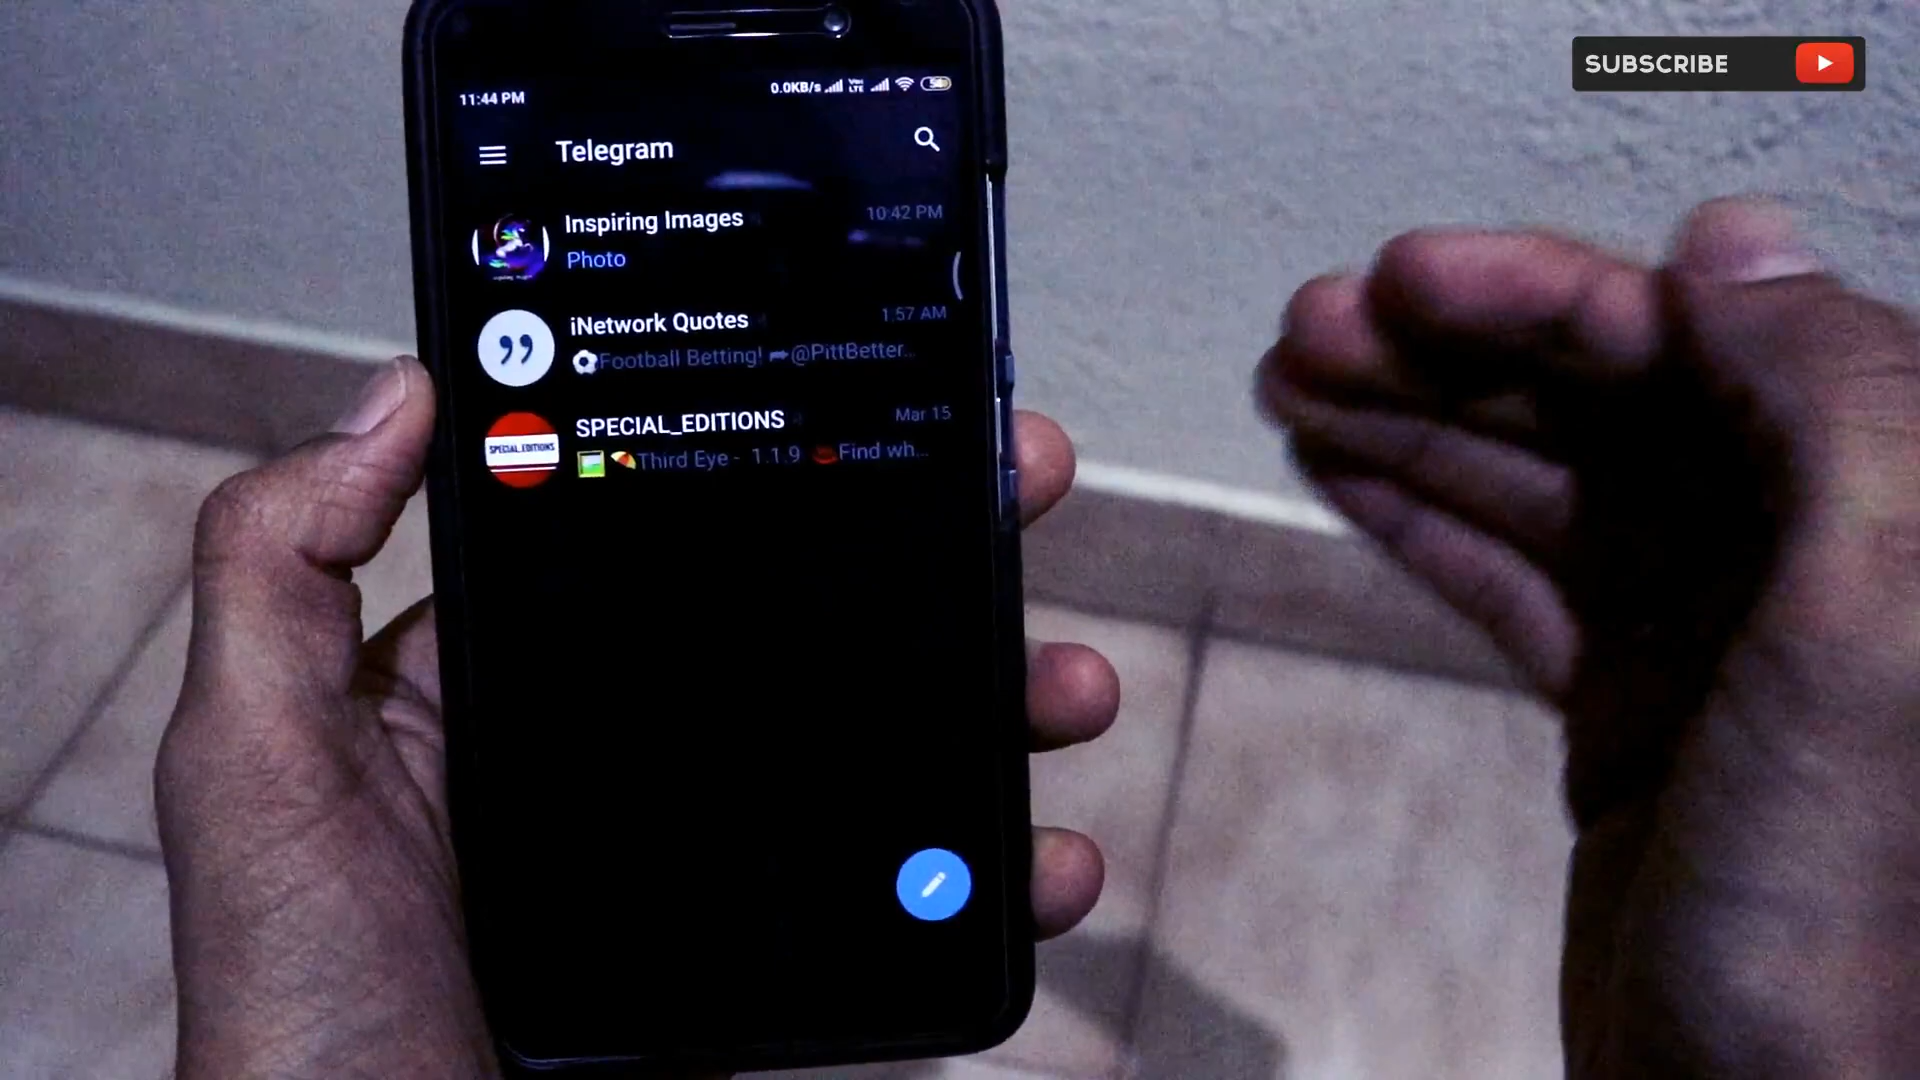 SUBSCRIBE
11:44 PM
0.0KB/s
Telegram
Inspiring Images
10:42 PM
Photo
iNetwork Quotes
1:57 AM
Football Betting! ➡@PittBetter...
SPECIAL_EDITIONS
Mar 15
SPECIAL_EDITIONS
Third Eye - 1.1.9 Find wh...